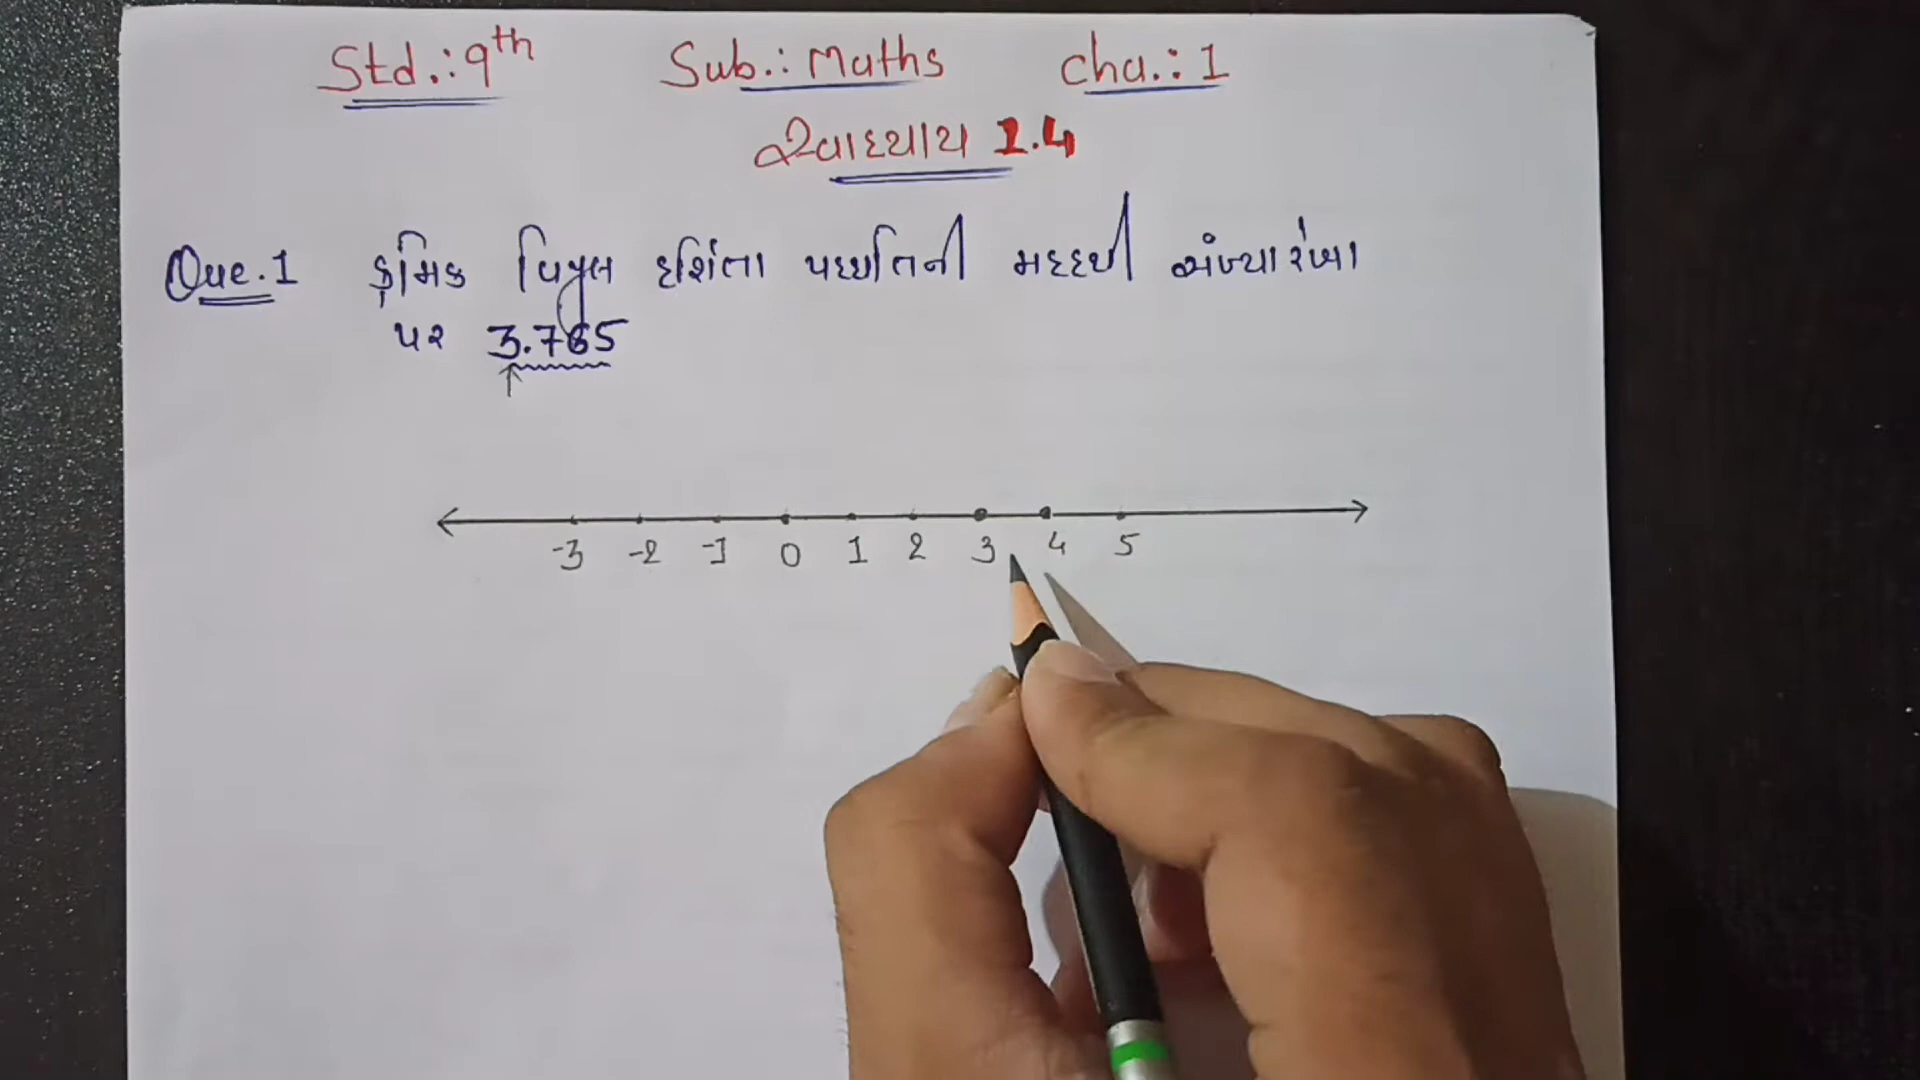 Std.:9th Sub.: Maths cha.: 1
સ્વાધ્યાય 1.4
Que.1 ક્રમિક વિપુલ દર્શિતા પધ્ધતિની મદદથી સંખ્યારેખા
પર 3.765
-3 -2 -1 0 1 2 3 4 5